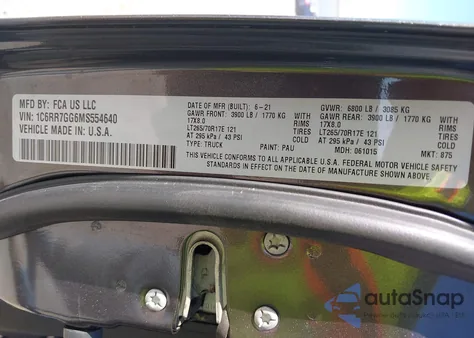 MFD BY: FCA US LLC
VIN: 1C6RR7GG6MS554640
VEHICLE MADE IN U.S.A.
DATE OF MFR (BUILT): 6-21 GVWR: 6800 LB / 3085 KG
GAWR FRONT: 3900 LB / 1770 KG WITH GAWR REAR: 3900 LB / 1770 KG WITH
17X8.0 RIMS 17X8.0 RIMS
LT265/70R17E 121 TIRES LT265/70R17E 121 TIRES
AT 295 kPa / 43 PSI COLD AT 295 kPa / 43 PSI COLD
TYPE: TRUCK PAINT: PAU MDH: 061015 MKT: 875
THIS VEHICLE CONFORMS TO ALL APPLICABLE U.S.A. FEDERAL MOTOR VEHICLE SAFETY
STANDARDS IN EFFECT ON THE DATE OF MANUFACTURE SHOWN ABOVE.
autoSnap
DRIVE YOUR DREAM